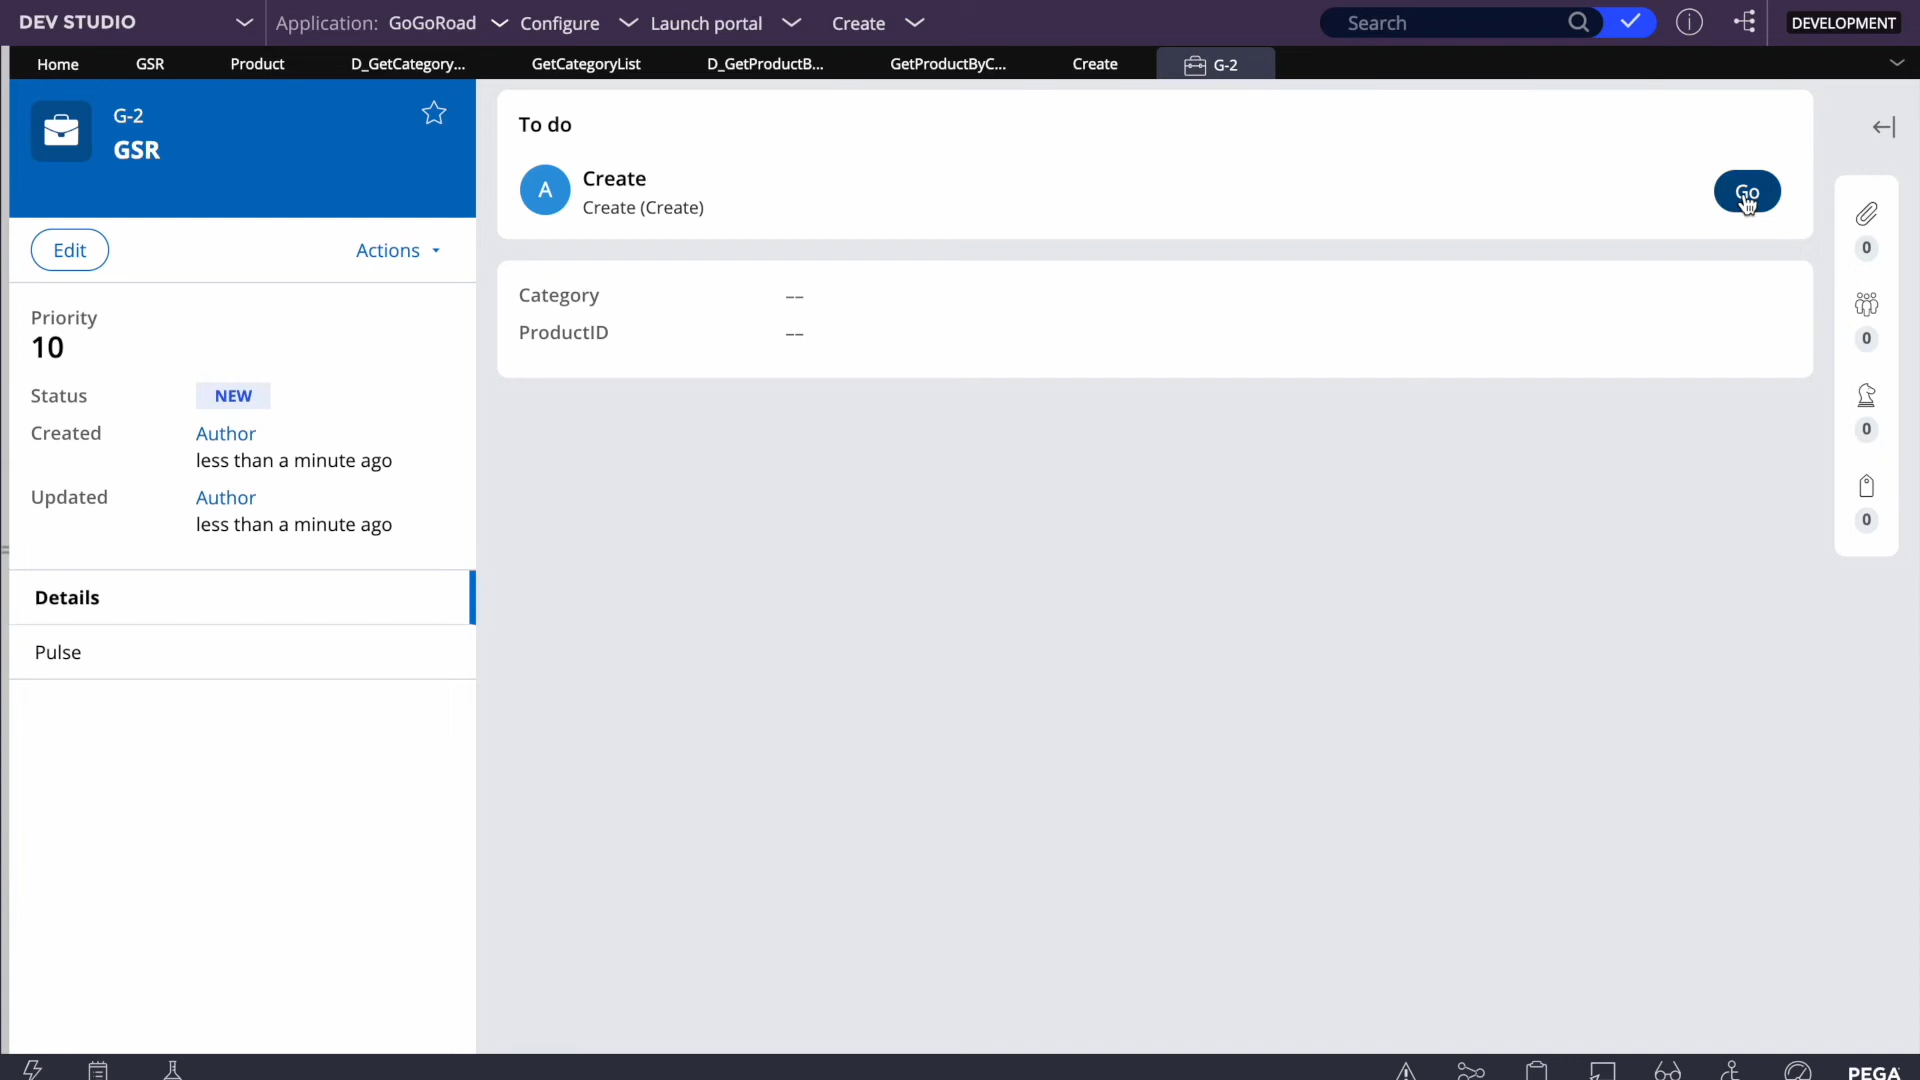 DEV STUDIO
Application: GoGoRoad
Configure
Launch portal
Create
Search
DEVELOPMENT
Home
GSR
Product
D_GetCategory...
GetCategoryList
D_GetProductB...
GetProductByC...
Create
G-2
G-2
GSR
Edit
Actions
Priority
10
Status NEW
Created Author
less than a minute ago
Updated Author
less than a minute ago
Details
Pulse
To do
A
Create
Create (Create)
Go
Category --
ProductID --
0
0
0
0
PEGA